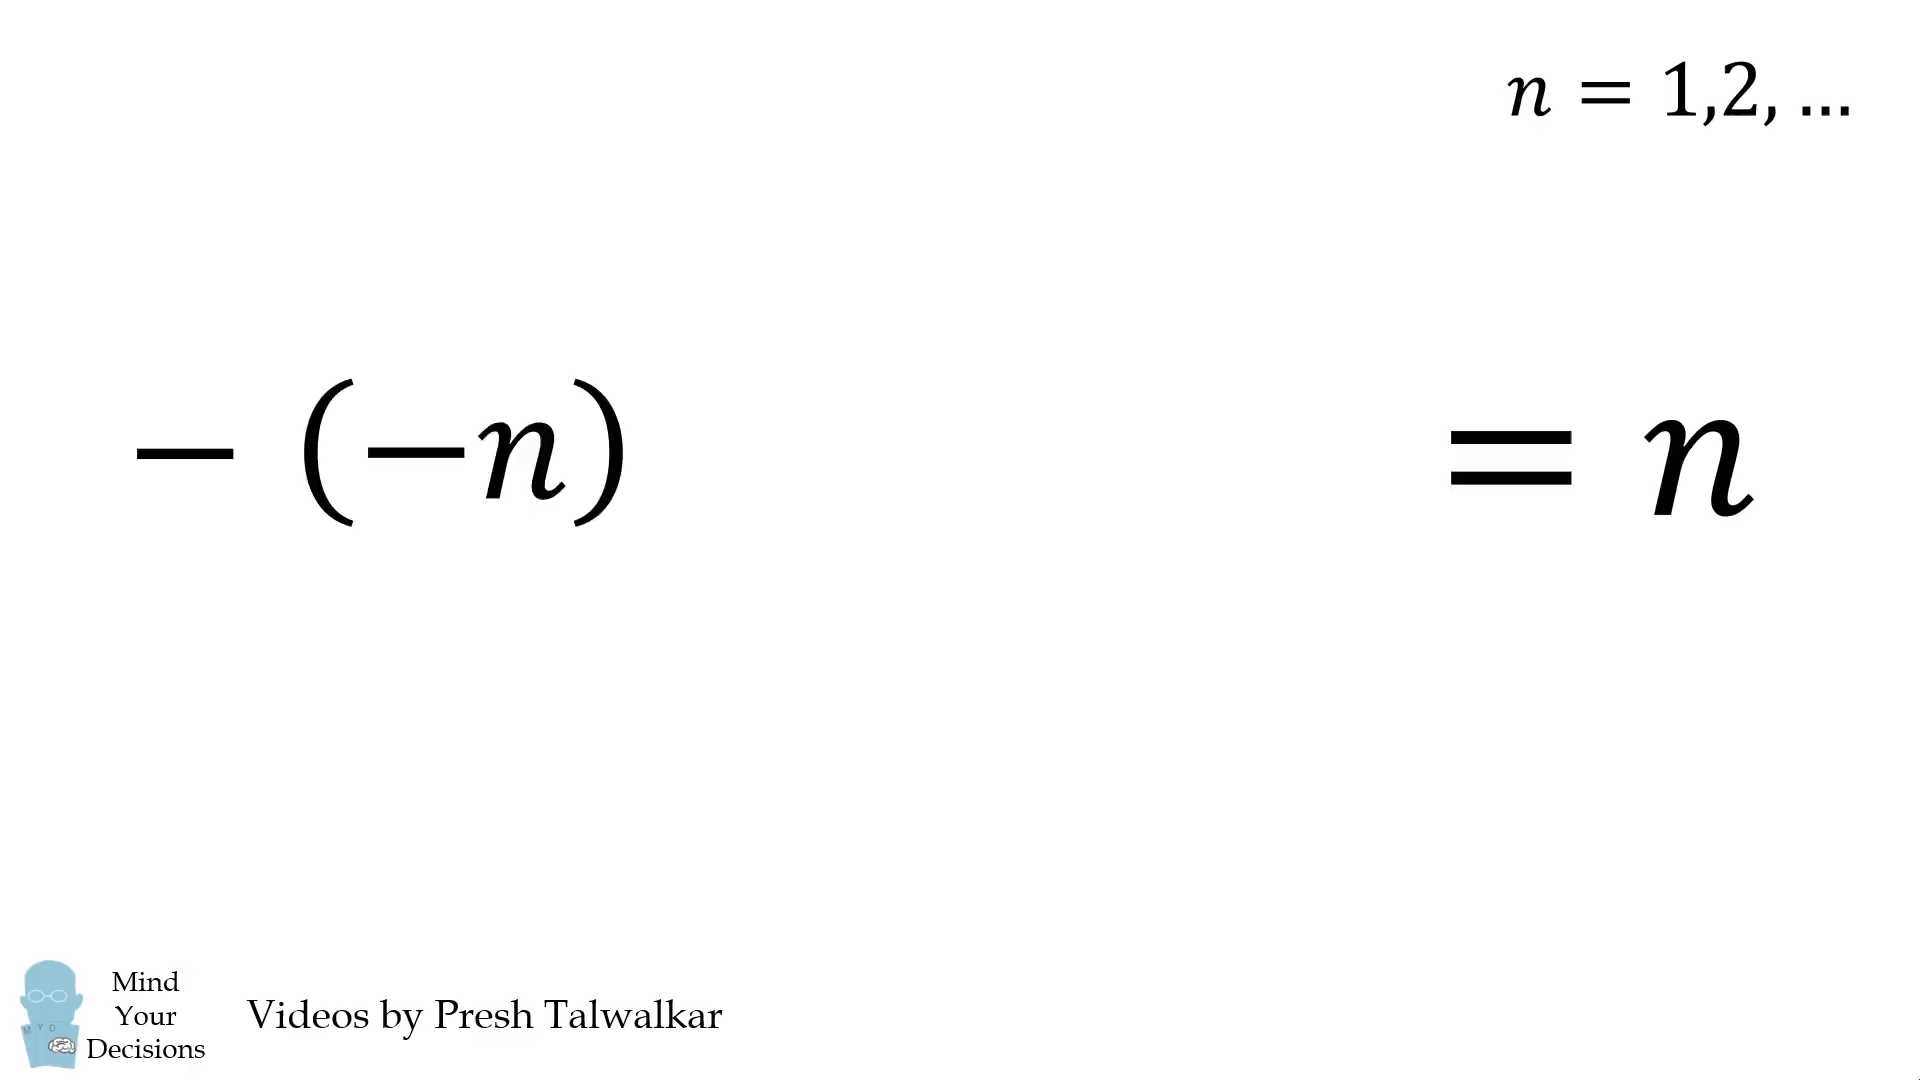 n = 1,2, ...
− (−n) = n
Mind
Your
Decisions
Videos by Presh Talwalkar
M Y D